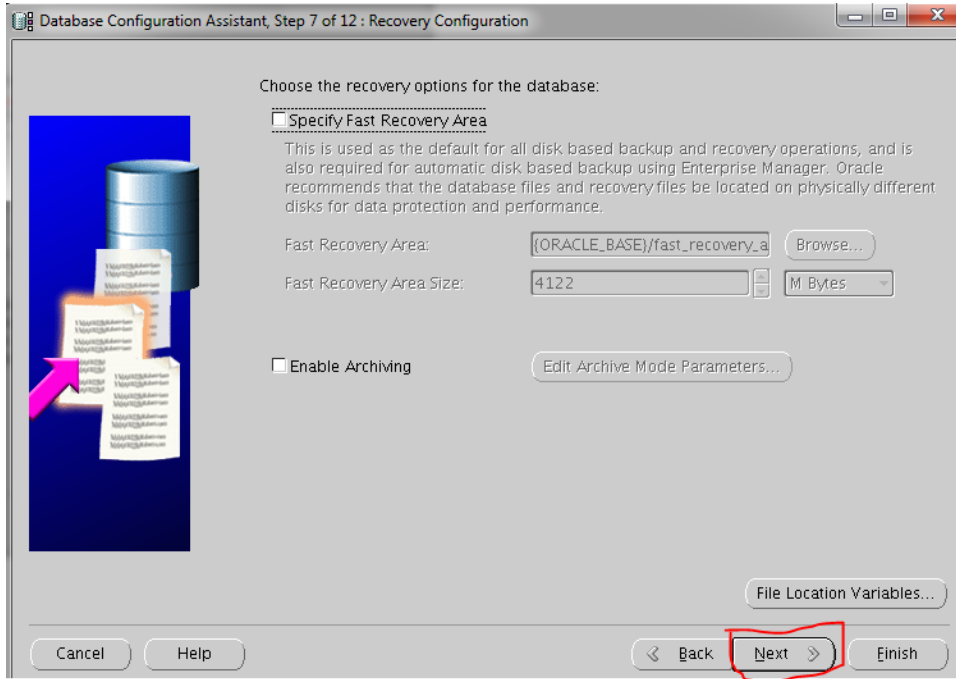 Database Configuration Assistant, Step 7 of 12 : Recovery Configuration
Choose the recovery options for the database:
Specify Fast Recovery Area
This is used as the default for all disk based backup and recovery operations, and is
also required for automatic disk based backup using Enterprise Manager. Oracle
recommends that the database files and recovery files be located on physically different
disks for data protection and performance.
Fast Recovery Area: {ORACLE_BASE}/fast_recovery_a Browse...
Fast Recovery Area Size: 4122 M Bytes
Enable Archiving Edit Archive Mode Parameters...
File Location Variables...
Cancel Help Back Next Finish